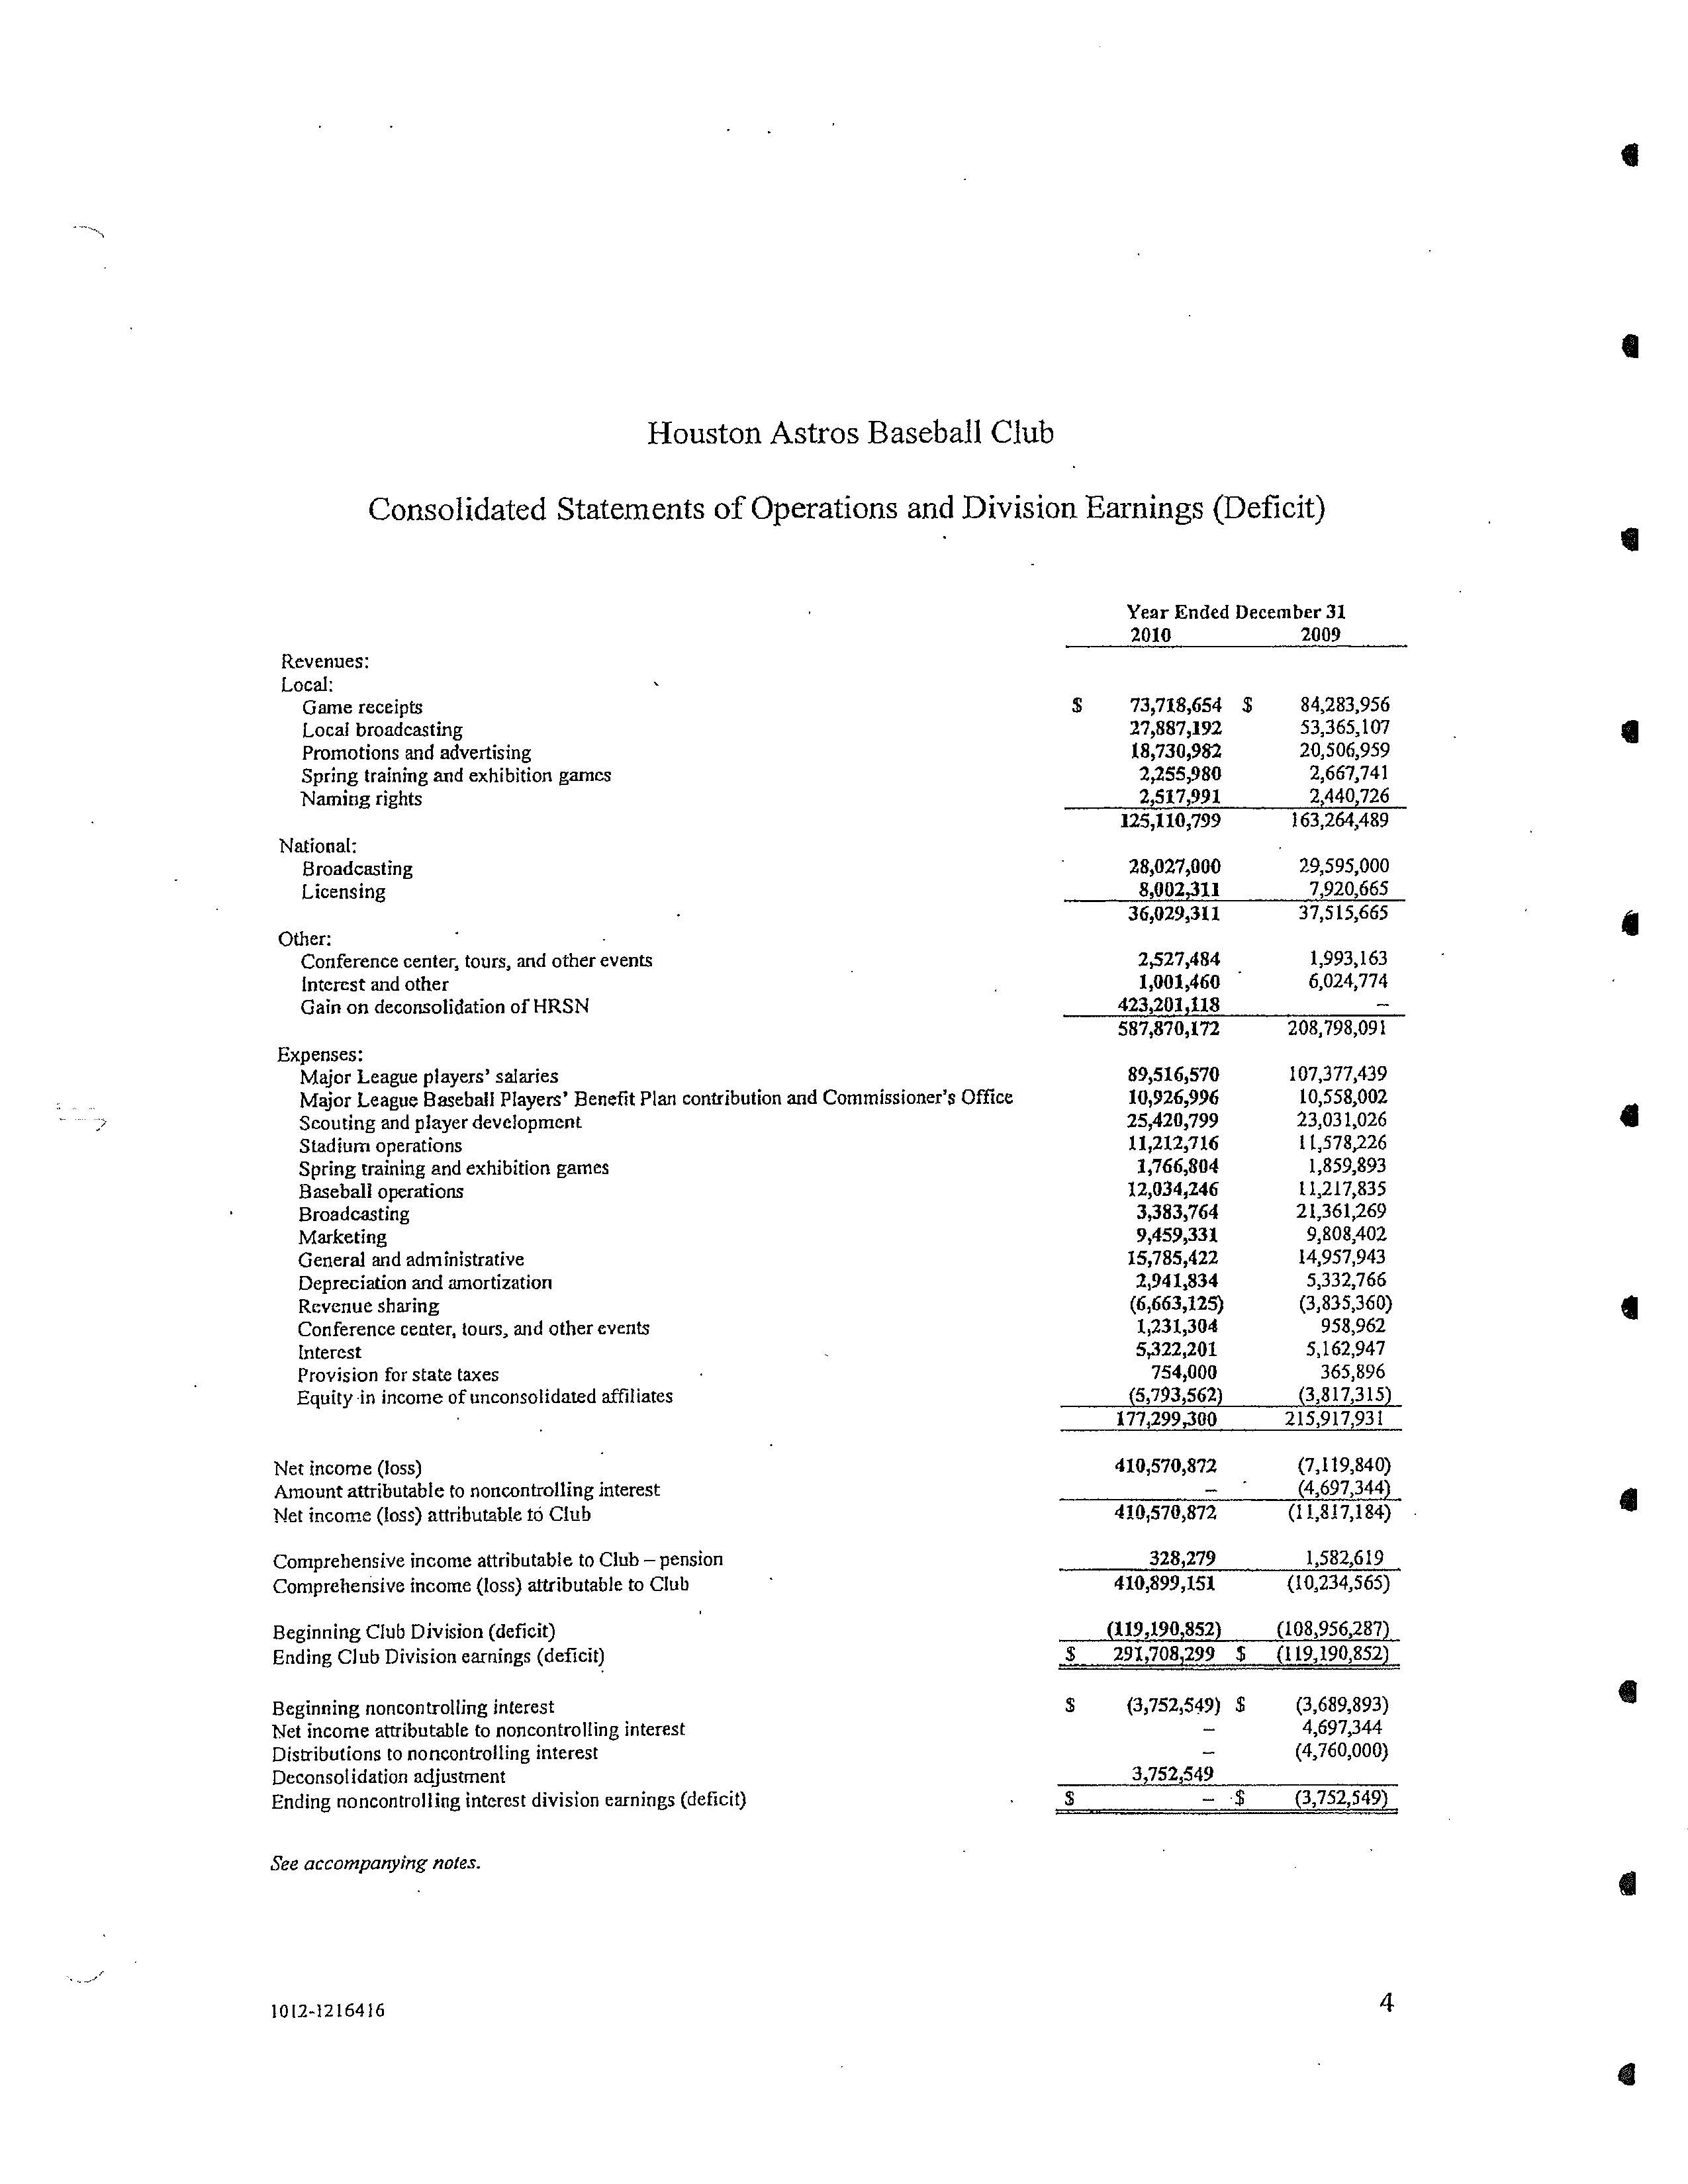 Houston Astros Baseball Club
Consolidated Statements of Operations and Division Earnings (Deficit)
Year Ended December 31
2010 2009
Revenues:
Local:
Game receipts $ 73,718,654 $ 84,283,956
Local broadcasting 27,887,192 53,365,107
Promotions and advertising 18,730,982 20,506,959
Spring training and exhibition games 2,255,980 2,667,741
Naming rights 2,517,991 2,440,726
125,110,799 163,264,489
National:
Broadcasting 28,027,000 29,595,000
Licensing 8,002,311 7,920,665
36,029,311 37,515,665
Other:
Conference center, tours, and other events 2,527,484 1,993,163
Interest and other 1,001,460 6,024,774
Gain on deconsolidation of HRSN 423,201,118 –
587,870,172 208,798,091
Expenses:
Major League players' salaries 89,516,570 107,377,439
Major League Baseball Players' Benefit Plan contribution and Commissioner's Office 10,926,996 10,558,002
Scouting and player development 25,420,799 23,031,026
Stadium operations 11,212,716 11,578,226
Spring training and exhibition games 1,766,804 1,859,893
Baseball operations 12,034,246 11,217,835
Broadcasting 3,383,764 21,361,269
Marketing 9,459,331 9,808,402
General and administrative 15,785,422 14,957,943
Depreciation and amortization 2,941,834 5,332,766
Revenue sharing (6,663,125) (3,835,360)
Conference center, tours, and other events 1,231,304 958,962
Interest 5,322,201 5,162,947
Provision for state taxes 754,000 365,896
Equity in income of unconsolidated affiliates (5,793,562) (3,817,315)
177,299,300 215,917,931
Net income (loss) 410,570,872 (7,119,840)
Amount attributable to noncontrolling interest – (4,697,344)
Net income (loss) attributable to Club 410,570,872 (11,817,184)
Comprehensive income attributable to Club – pension 328,279 1,582,619
Comprehensive income (loss) attributable to Club 410,899,151 (10,234,565)
Beginning Club Division (deficit) (119,190,852) (108,956,287)
Ending Club Division earnings (deficit) $ 291,708,299 $ (119,190,852)
Beginning noncontrolling interest $ (3,752,549) $ (3,689,893)
Net income attributable to noncontrolling interest – 4,697,344
Distributions to noncontrolling interest – (4,760,000)
Deconsolidation adjustment 3,752,549
Ending noncontrolling interest division earnings (deficit) $ – $ (3,752,549)
See accompanying notes.
1012-1216416 4